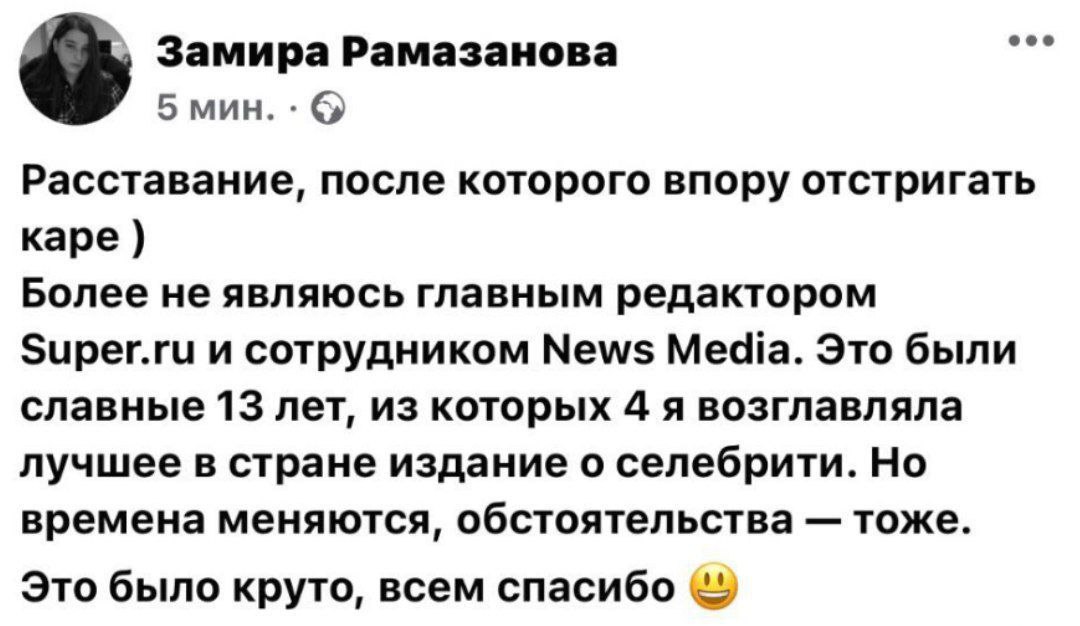 Замира Рамазанова
5 мин. ·
Расставание, после которого впору отстригать
каре )
Более не являюсь главным редактором
Super.ru и сотрудником News Media. Это были
славные 13 лет, из которых 4 я возглавляла
лучшее в стране издание о селебрити. Но
времена меняются, обстоятельства — тоже.
Это было круто, всем спасибо 😃